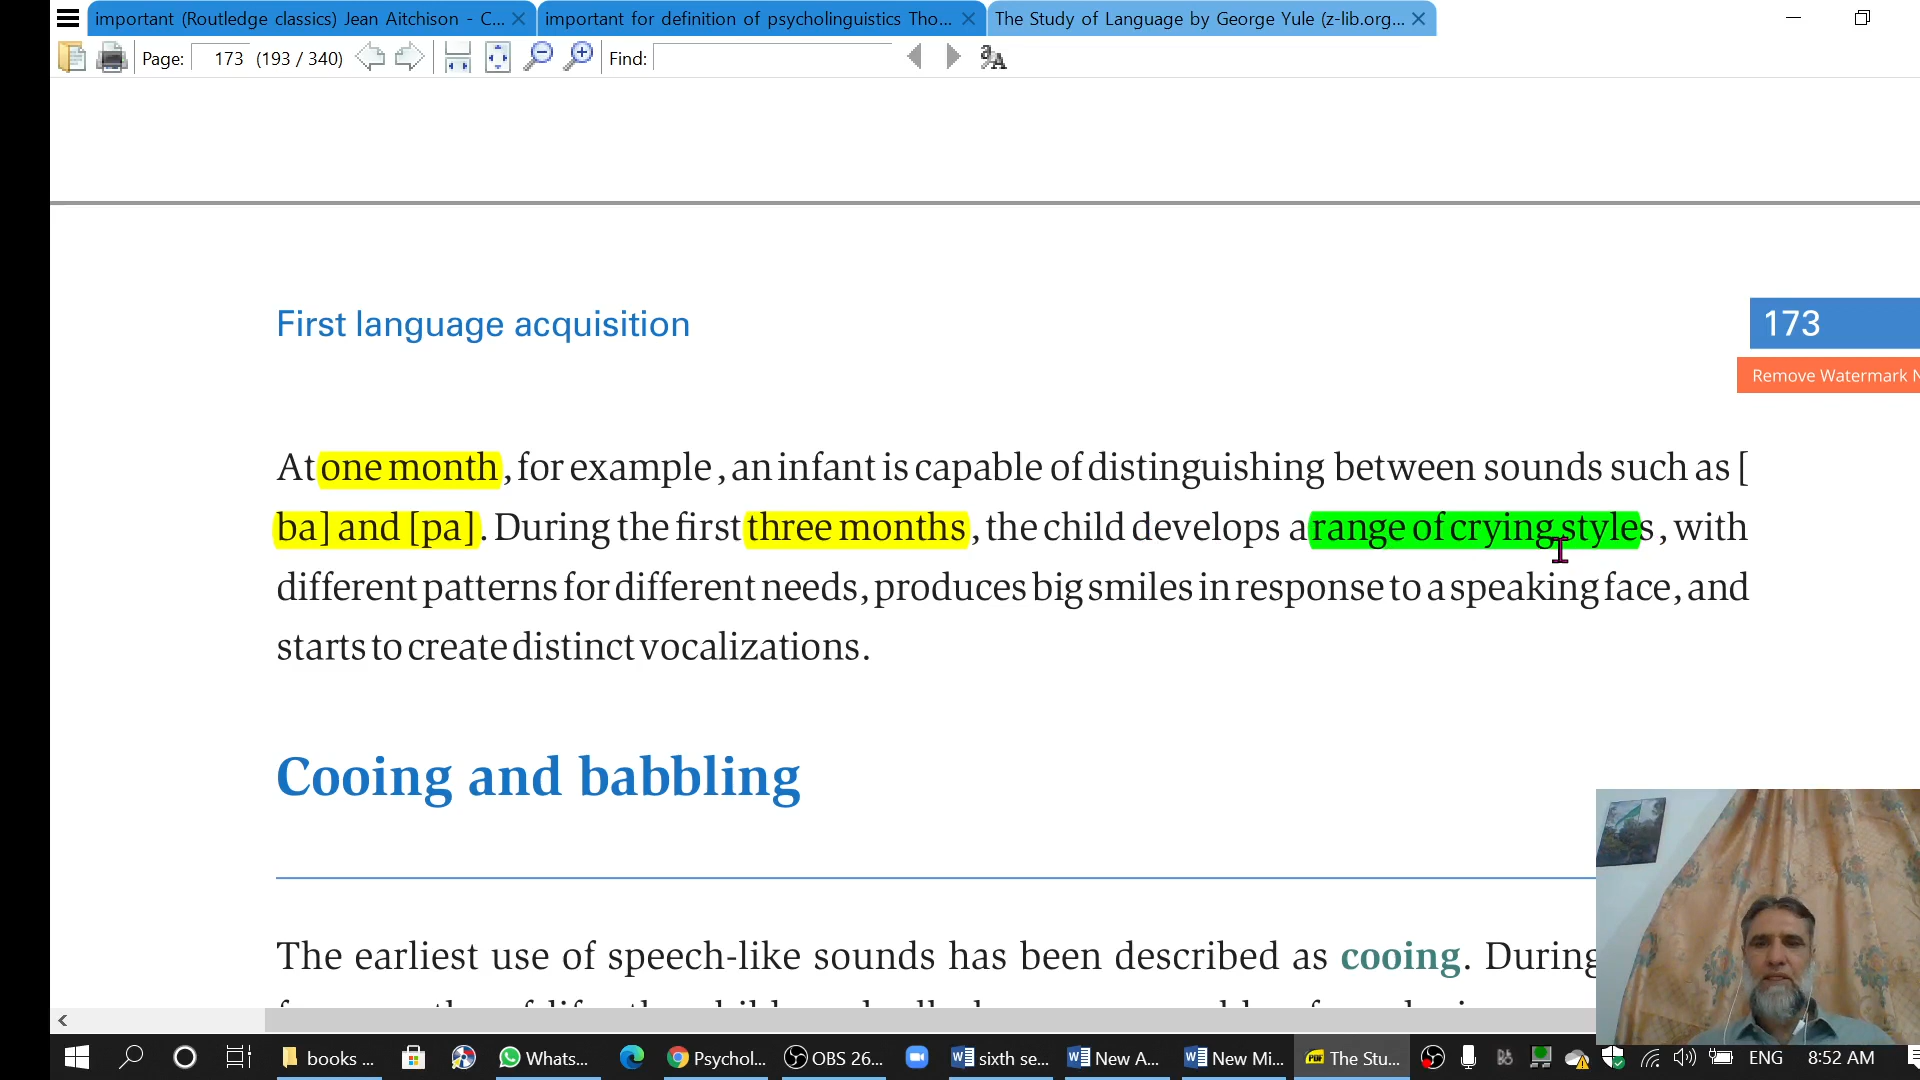 important (Routledge classics) Jean Aitchison - C... important for definition of psycholinguistics Tho... The Study of Language by George Yule (z-lib.org...
Page: 173 (193 / 340) Find:
First language acquisition 173
Remove Watermark N
At one month, for example, an infant is capable of distinguishing between sounds such as [
ba] and [pa]. During the first three months, the child develops a range of crying styles, with
different patterns for different needs, produces big smiles in response to a speaking face, and
starts to create distinct vocalizations.
Cooing and babbling
The earliest use of speech-like sounds has been described as cooing. During
books ... Whats... Psychol... OBS 26... sixth se... New A... New Mi... The Stu... ENG 8:52 AM